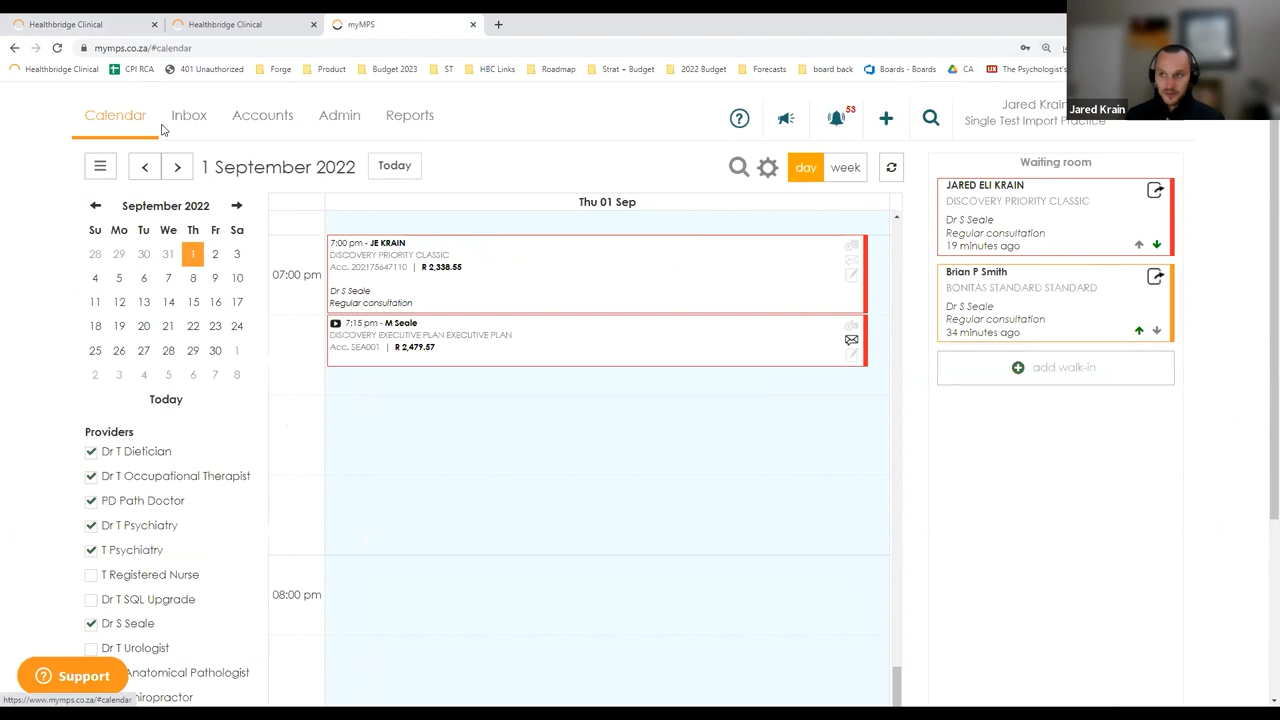 Healthbridge Clinical
Healthbridge Clinical
myMPS
mymps.co.za/#calendar
Healthbridge Clinical
CPI RCA
401 Unauthorized
Forge
Product
Budget 2023
ST
HBC Links
Roadmap
Strat + Budget
2022 Budget
Forecasts
board back
Boards - Boards
CA
The Psychologist's
Jared Krain
Calendar
Inbox
Accounts
Admin
Reports
53
Jared Krain
Single Test Import Practice
1 September 2022
Today
day
week
September 2022
Su Mo Tu We Th Fr Sa
28 29 30 31 1 2 3
4 5 6 7 8 9 10
11 12 13 14 15 16 17
18 19 20 21 22 23 24
25 26 27 28 29 30 1
2 3 4 5 6 7 8
Today
Providers
Dr T Dietician
Dr T Occupational Therapist
PD Path Doctor
Dr T Psychiatry
T Psychiatry
T Registered Nurse
Dr T SQL Upgrade
Dr S Seale
Dr T Urologist
Anatomical Pathologist
Support
https://www.mymps.co.za/#calendar
Thu 01 Sep
07:00 pm
7:00 pm - JE KRAIN
DISCOVERY PRIORITY CLASSIC
Acc. 202175647110 | R 2,338.55
Dr S Seale
Regular consultation
7:15 pm - M Seale
DISCOVERY EXECUTIVE PLAN EXECUTIVE PLAN
Acc. SEA001 | R 2,479.57
08:00 pm
Waiting room
JARED ELI KRAIN
DISCOVERY PRIORITY CLASSIC
Dr S Seale
Regular consultation
19 minutes ago
Brian P Smith
BONITAS STANDARD STANDARD
Dr S Seale
Regular consultation
34 minutes ago
add walk-in